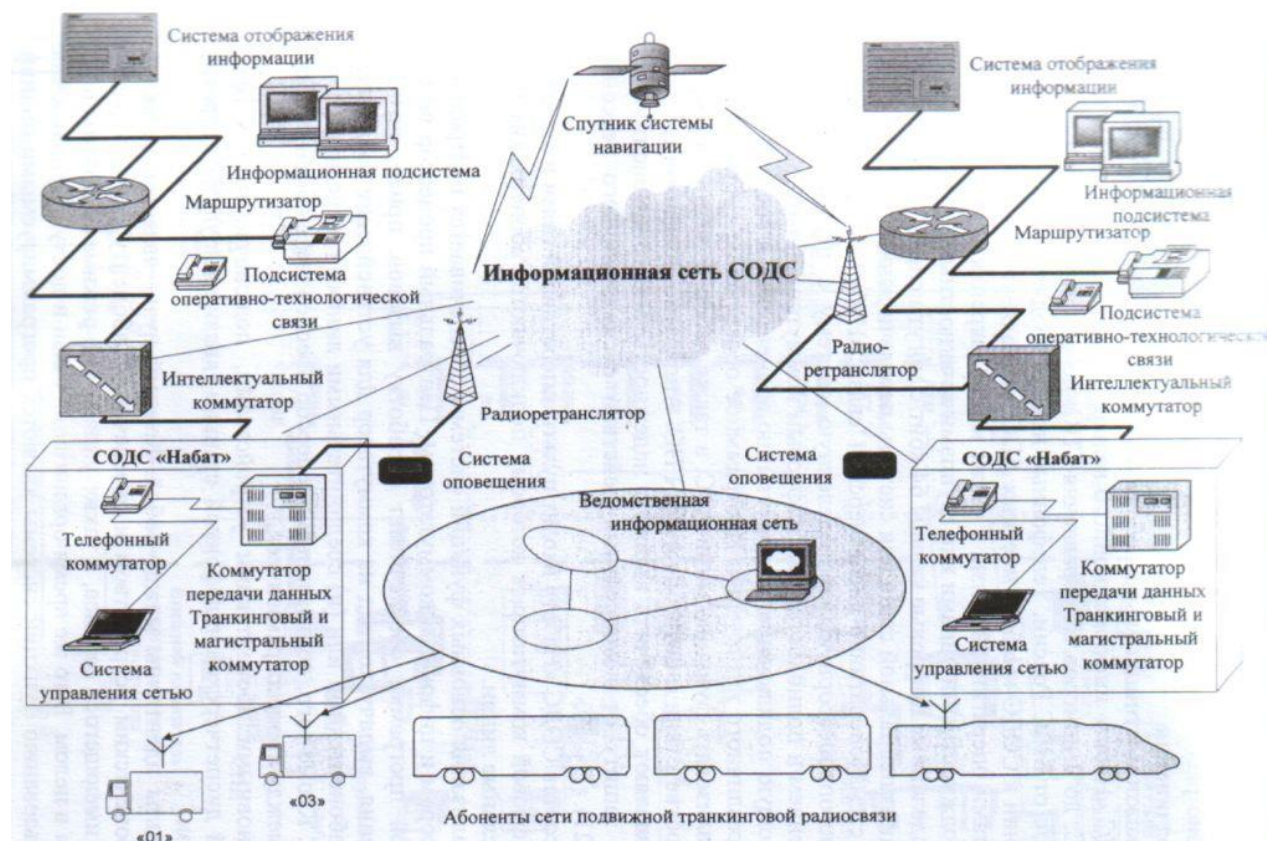 Система отображения
информации
Информационная подсистема
Маршрутизатор
Подсистема
оперативно-технологической
связи
Интеллектуальный
коммутатор
Спутник системы
навигации
Информационная сеть СОДС
Радиоретранслятор
Система отображения
информации
Информационная
подсистема
Маршрутизатор
Подсистема
оперативно-технологической
связи
Интеллектуальный
коммутатор
Радио-
ретранслятор
СОДС «Набат»
Телефонный
коммутатор
Коммутатор
передачи данных
Транкинговый и
магистральный
коммутатор
Система
управления сетью
Система
оповещения
Система
оповещения
Ведомственная
информационная сеть
СОДС «Набат»
Телефонный
коммутатор
Коммутатор
передачи данных
Транкинговый и
магистральный
коммутатор
Система
управления сетью
«03»
«01»
Абоненты сети подвижной транкинговой радиосвязи